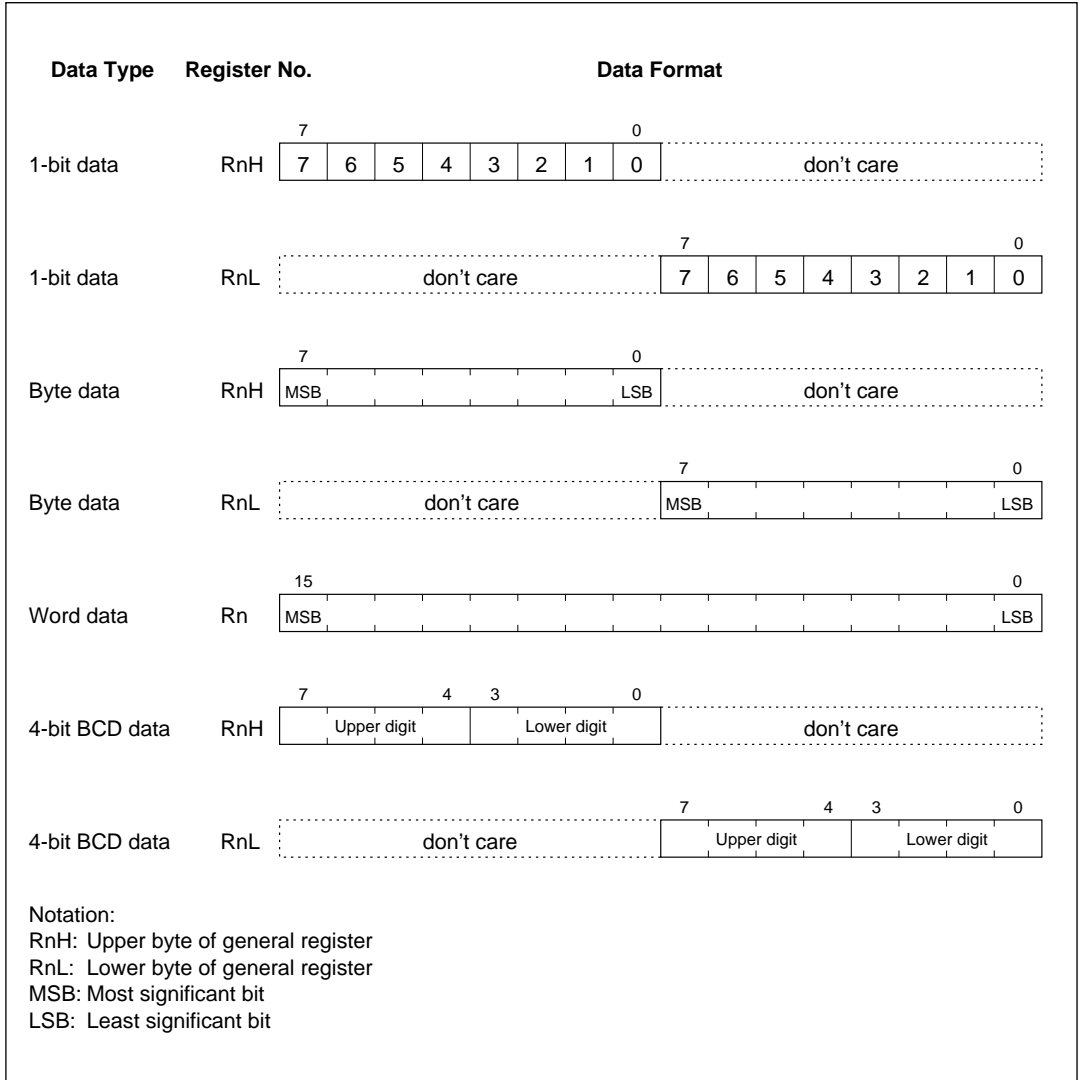 Data Type Register No. Data Format
7 0
1-bit data RnH 7 6 5 4 3 2 1 0 don't care
7 0
1-bit data RnL don't care 7 6 5 4 3 2 1 0
7 0
Byte data RnH MSB LSB don't care
7 0
Byte data RnL don't care MSB LSB
15 0
Word data Rn MSB LSB
7 4 3 0
4-bit BCD data RnH Upper digit Lower digit don't care
7 4 3 0
4-bit BCD data RnL don't care Upper digit Lower digit
Notation:
RnH: Upper byte of general register
RnL: Lower byte of general register
MSB: Most significant bit
LSB: Least significant bit